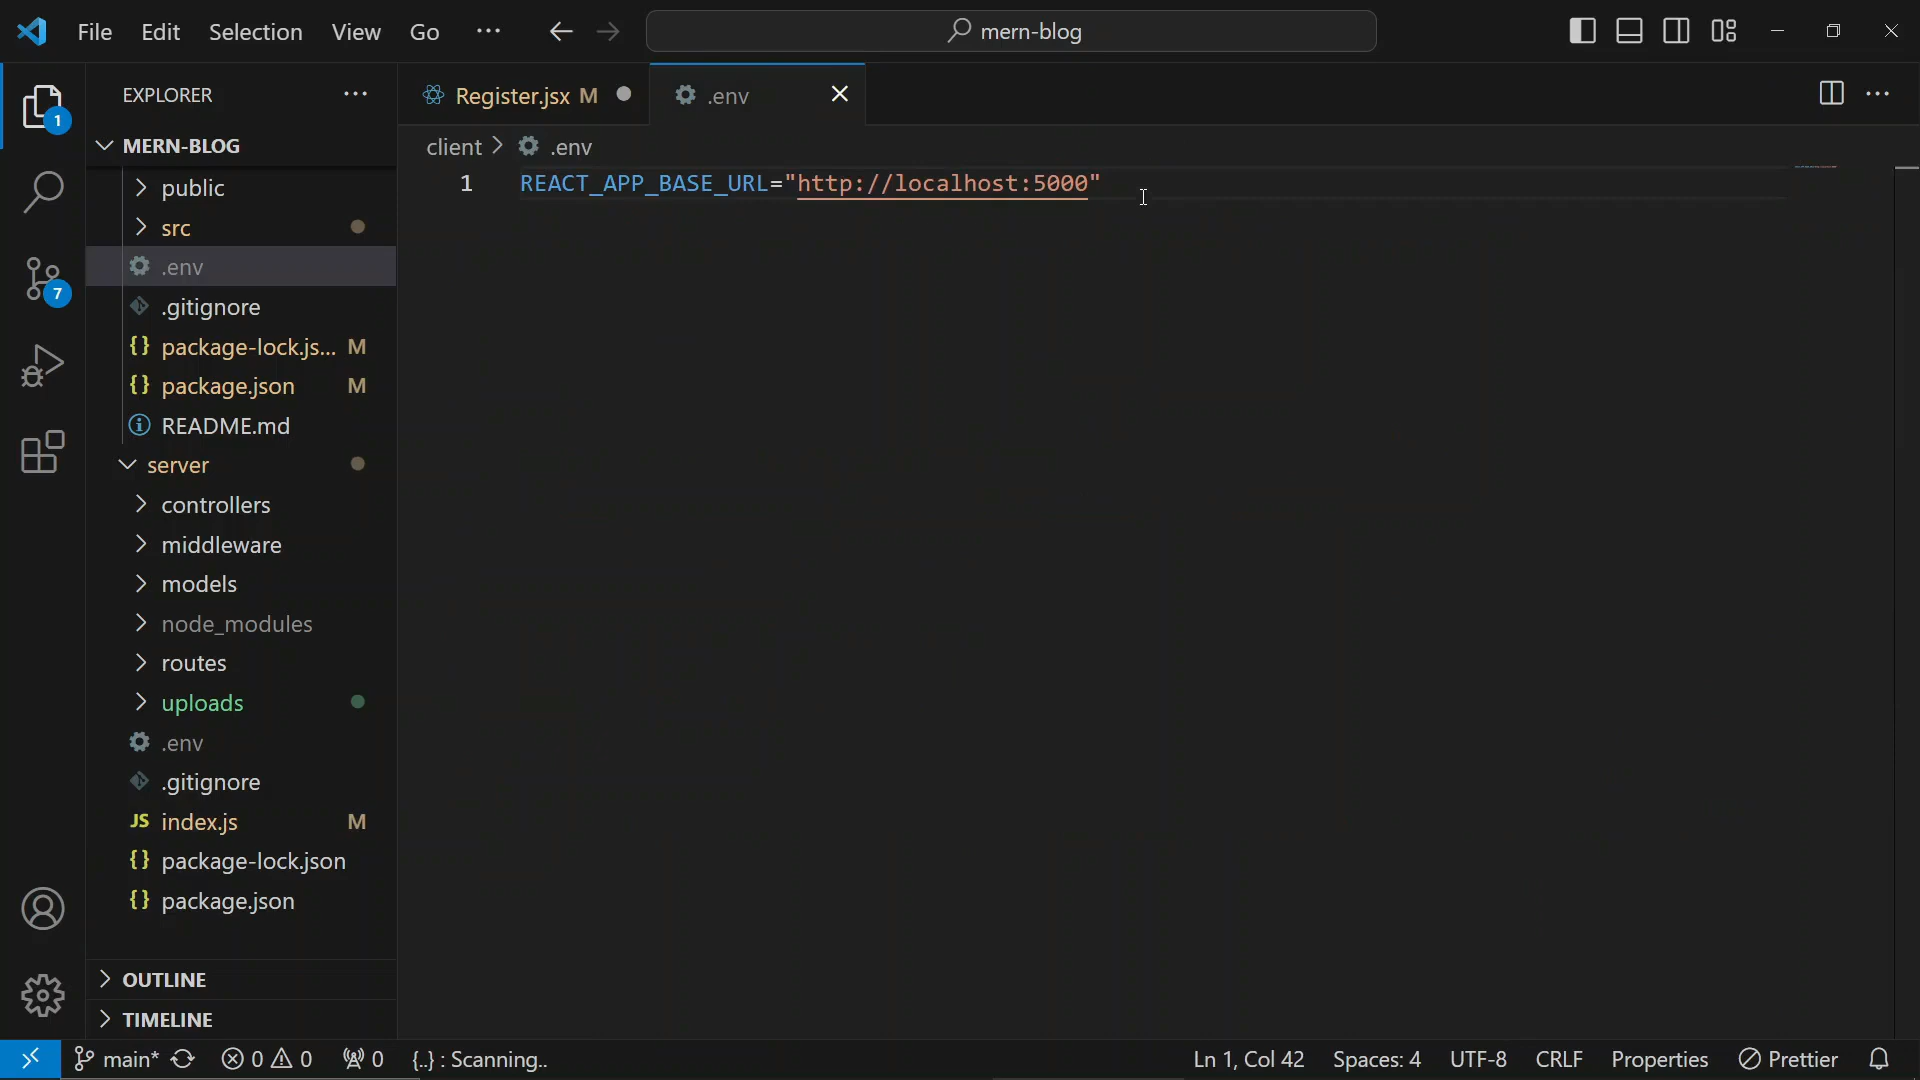 File Edit Selection View Go ··· mern-blog
EXPLORER ···
Register.jsx M
.env
1
MERN-BLOG
client > .env
public
1 REACT_APP_BASE_URL="http://localhost:5000"
src
.env
7
.gitignore
package-lock.js... M
package.json M
README.md
server
controllers
middleware
models
node_modules
routes
uploads
.env
.gitignore
JS index.js M
package-lock.json
package.json
OUTLINE
TIMELINE
main* 0 0 0 {..} : Scanning.. Ln 1, Col 42 Spaces: 4 UTF-8 CRLF Properties Prettier